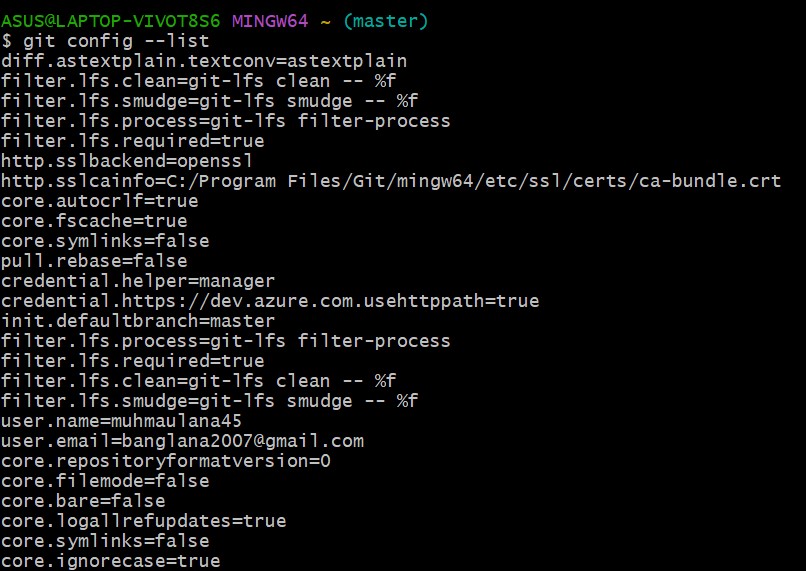 ASUS@LAPTOP-VIVOT8S6 MINGW64 ~ (master)
$ git config --list
diff.astextplain.textconv=astextplain
filter.lfs.clean=git-lfs clean -- %f
filter.lfs.smudge=git-lfs smudge -- %f
filter.lfs.process=git-lfs filter-process
filter.lfs.required=true
http.sslbackend=openssl
http.sslcainfo=C:/Program Files/Git/mingw64/etc/ssl/certs/ca-bundle.crt
core.autocrlf=true
core.fscache=true
core.symlinks=false
pull.rebase=false
credential.helper=manager
credential.https://dev.azure.com.usehttppath=true
init.defaultbranch=master
filter.lfs.process=git-lfs filter-process
filter.lfs.required=true
filter.lfs.clean=git-lfs clean -- %f
filter.lfs.smudge=git-lfs smudge -- %f
user.name=muhmaulana45
user.email=banglana2007@gmail.com
core.repositoryformatversion=0
core.filemode=false
core.bare=false
core.logallrefupdates=true
core.symlinks=false
core.ignorecase=true